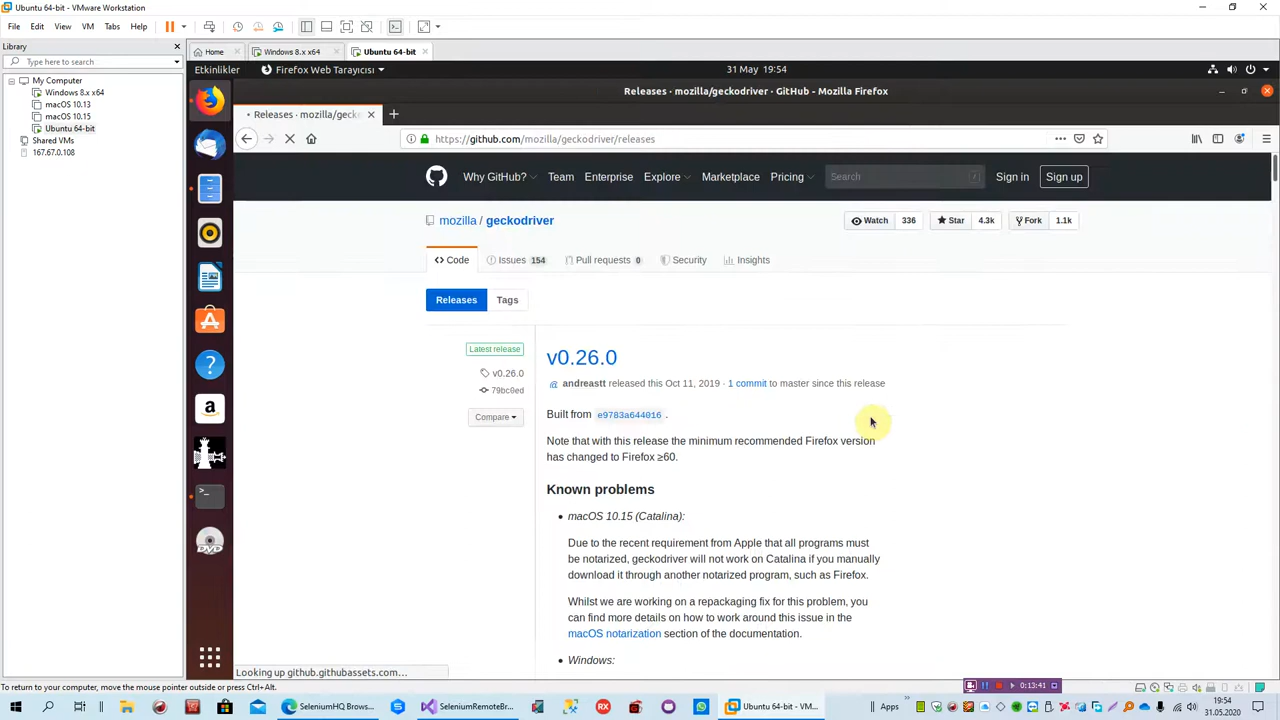 Ubuntu 64-bit - VMware Workstation
File Edit View VM Tabs Help
Library
Type here to search
My Computer
Windows 8.x x64
macOS 10.13
macOS 10.15
Ubuntu 64-bit
Shared VMs
167.67.0.108
Home Windows 8.x x64 Ubuntu 64-bit
Etkinlikler Firefox Web Tarayıcısı 31 May 19:54
Releases · mozilla/geckodriver · GitHub - Mozilla Firefox
Releases · mozilla/geck
https://github.com/mozilla/geckodriver/releases
Why GitHub? Team Enterprise Explore Marketplace Pricing Search / Sign in Sign up
mozilla / geckodriver Watch 336 Star 4.3k Fork 1.1k
Code Issues 154 Pull requests 0 Security Insights
Releases Tags
Latest release
v0.26.0
79bc0ed
Compare
v0.26.0
andreastt released this Oct 11, 2019 · 1 commit to master since this release
Built from e9783a644016 .
Note that with this release the minimum recommended Firefox version
has changed to Firefox ≥60.
Known problems
macOS 10.15 (Catalina):
Due to the recent requirement from Apple that all programs must
be notarized, geckodriver will not work on Catalina if you manually
download it through another notarized program, such as Firefox.
Whilst we are working on a repackaging fix for this problem, you
can find more details on how to work around this issue in the
macOS notarization section of the documentation.
Windows:
Looking up github.githubassets.com...
To return to your computer, move the mouse pointer outside or press Ctrl+Alt.
0:13:41
SeleniumHQ Brows... SeleniumRemoteBr... Ubuntu 64-bit - VM... Apps
19:54
31.05.2020